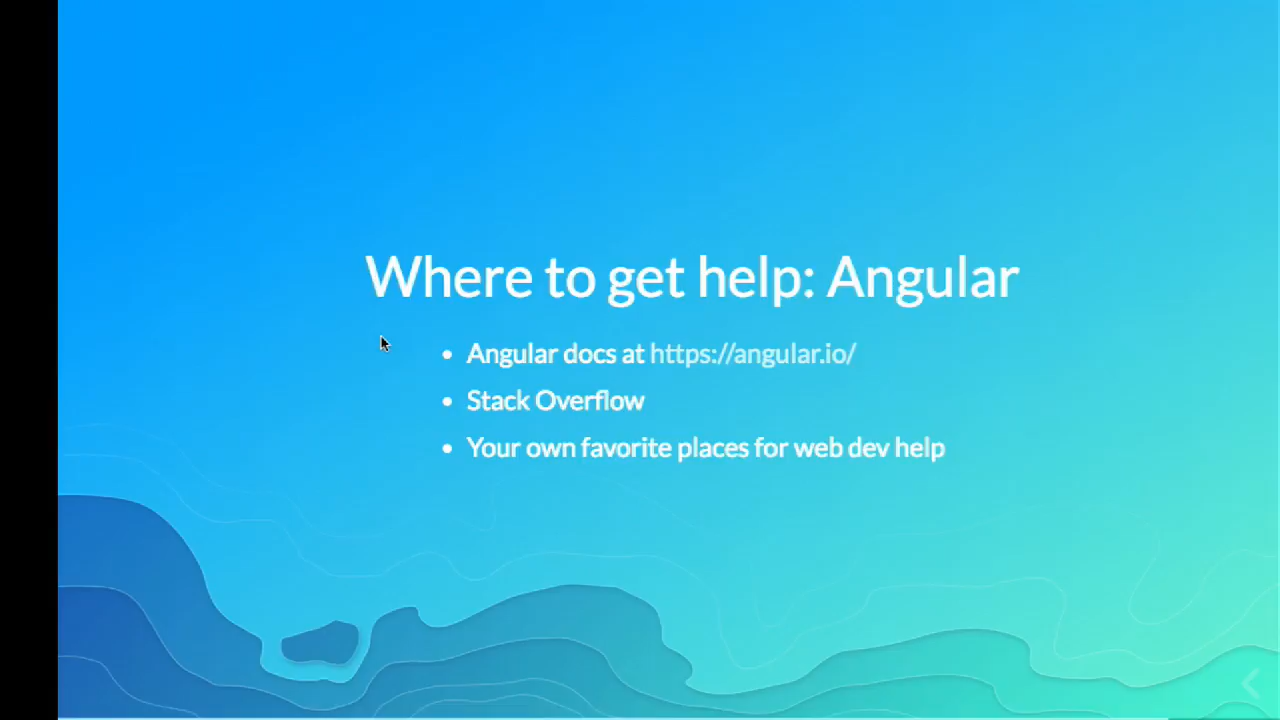 Where to get help: Angular
• Angular docs at https://angular.io/
• Stack Overflow
• Your own favorite places for web dev help